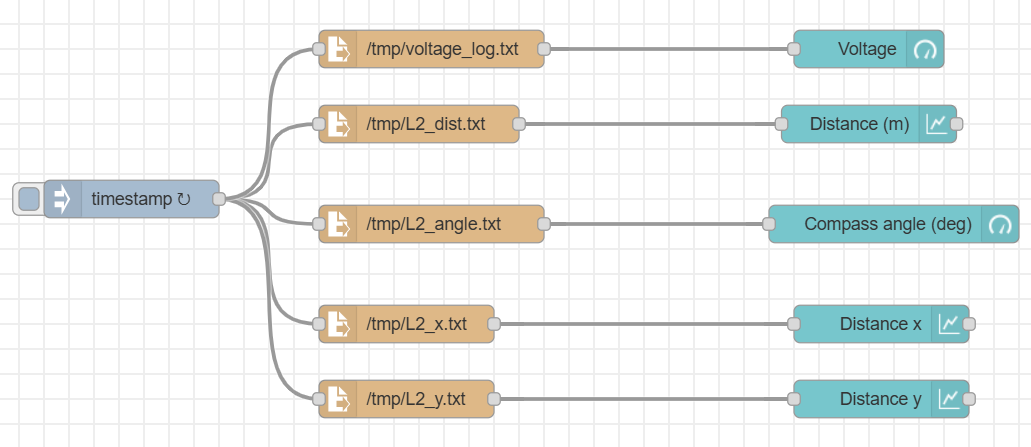 /tmp/voltage_log.txt
Voltage
/tmp/L2_dist.txt
Distance (m)
timestamp ↻
/tmp/L2_angle.txt
Compass angle (deg)
/tmp/L2_x.txt
Distance x
/tmp/L2_y.txt
Distance y